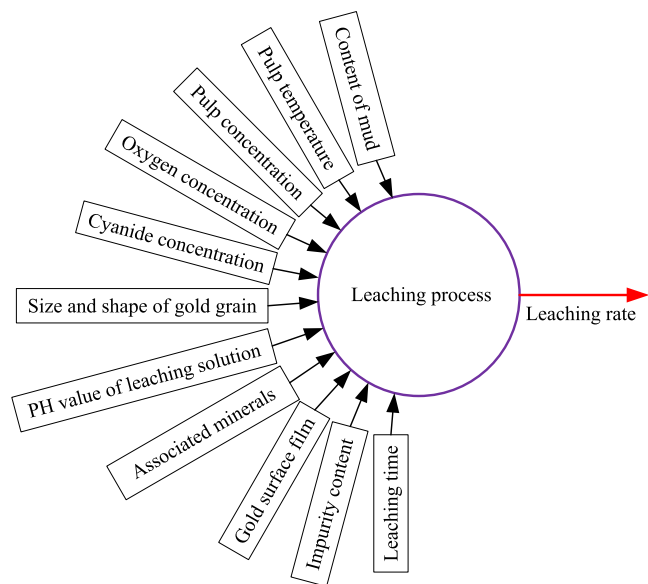 Content of mud
Pulp temperature
Pulp concentration
Oxygen concentration
Cyanide concentration
Size and shape of gold grain
PH value of leaching solution
Associated minerals
Gold surface film
Impurity content
Leaching time
Leaching process
Leaching rate